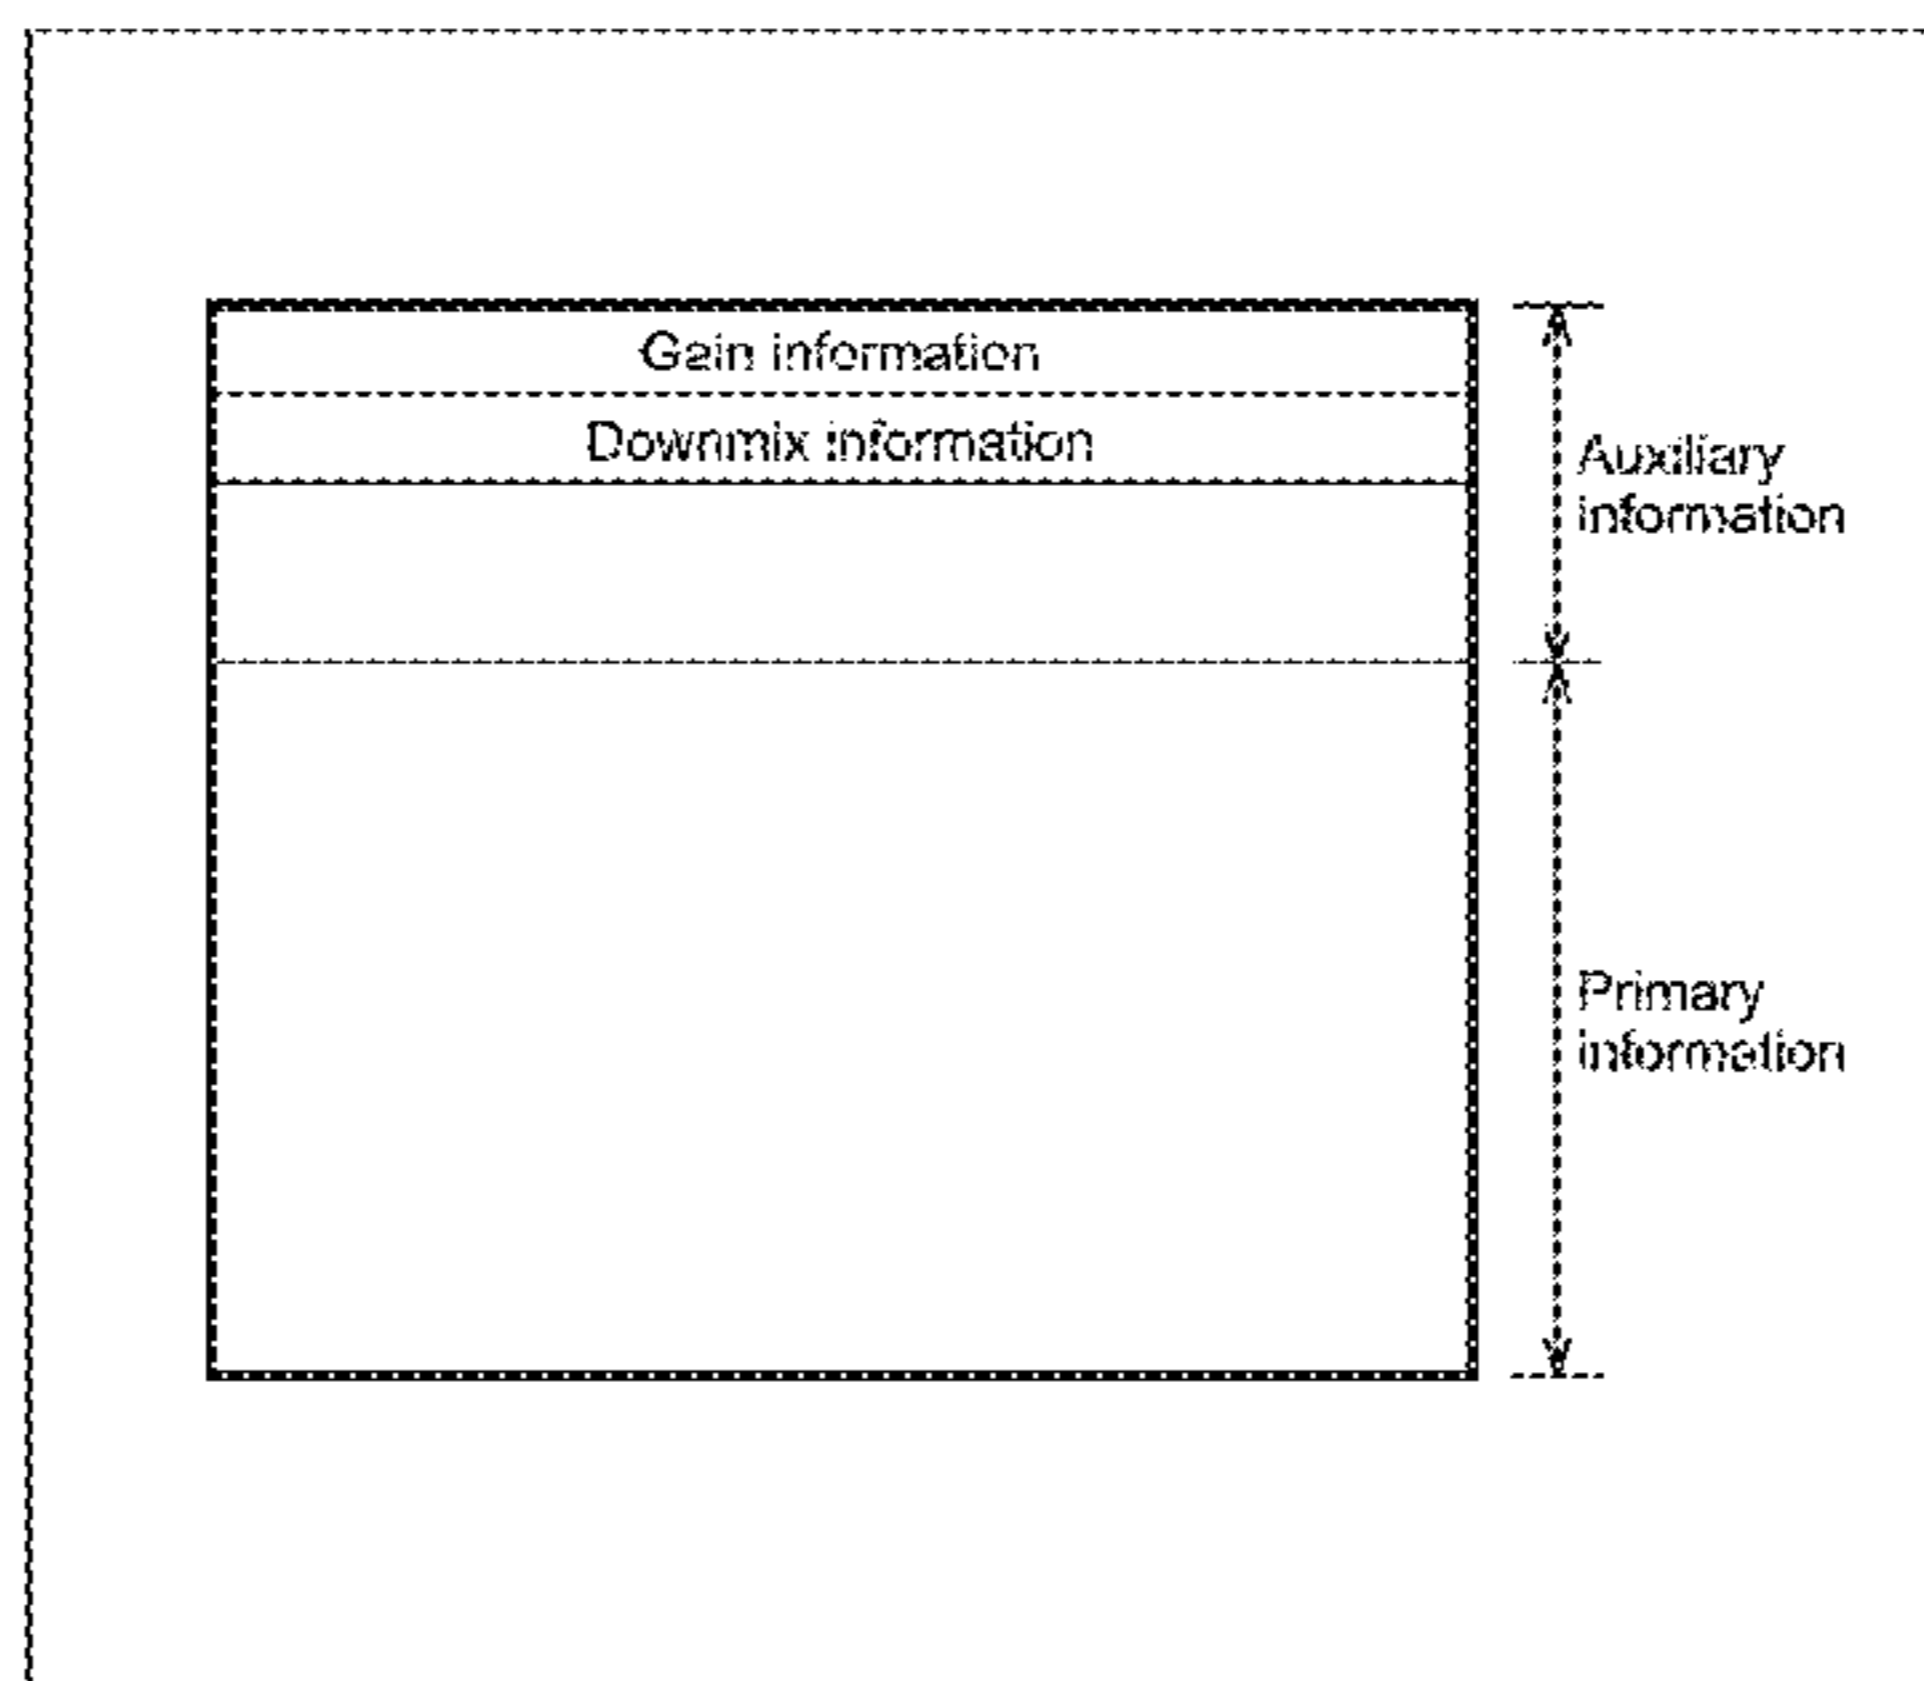 Gain information
Downmix information
Auxiliary
information
Primary
information